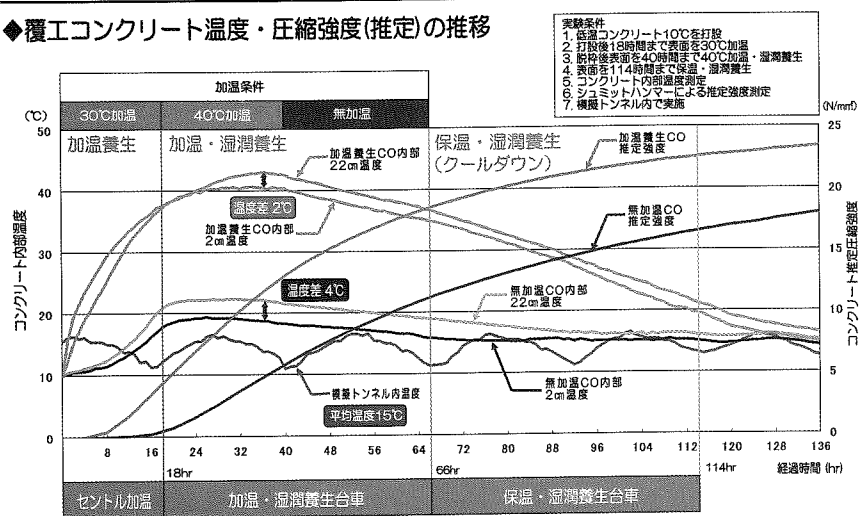 ◆覆工コンクリート温度・圧縮強度(推定)の推移
実験条件
1. 低温コンクリート10℃を打設
2. 打設後18時間まで表面を30℃加温
3. 脱枠後表面を40時間まで40℃加温・湿潤養生
4. 表面を114時間まで保温・湿潤養生
5. コンクリート内部温度測定
6. シュミットハンマーによる推定強度測定
7. 模擬トンネル内で実施
加温条件
30℃加温 40℃加温 無加温
(℃)
(N/mm²)
加温養生 加温・湿潤養生 保温・湿潤養生
(クールダウン)
加温養生CO内部
22㎝温度
加温養生CO
推定強度
温度差2℃
加温養生CO内部
2㎝温度
無加温CO
推定強度
温度差4℃
無加温CO内部
22㎝温度
無加温CO内部
2㎝温度
模擬トンネル内温度
平均温度15℃
コンクリート内部温度
50
40
30
20
10
0
コンクリート推定圧縮強度
25
20
15
10
5
0
8 16 24 32 40 48 56 64 72 80 88 96 104 112 120 128 136
18hr 66hr 114hr 経過時間 (hr)
セントル加温 加温・湿潤養生台車 保温・湿潤養生台車